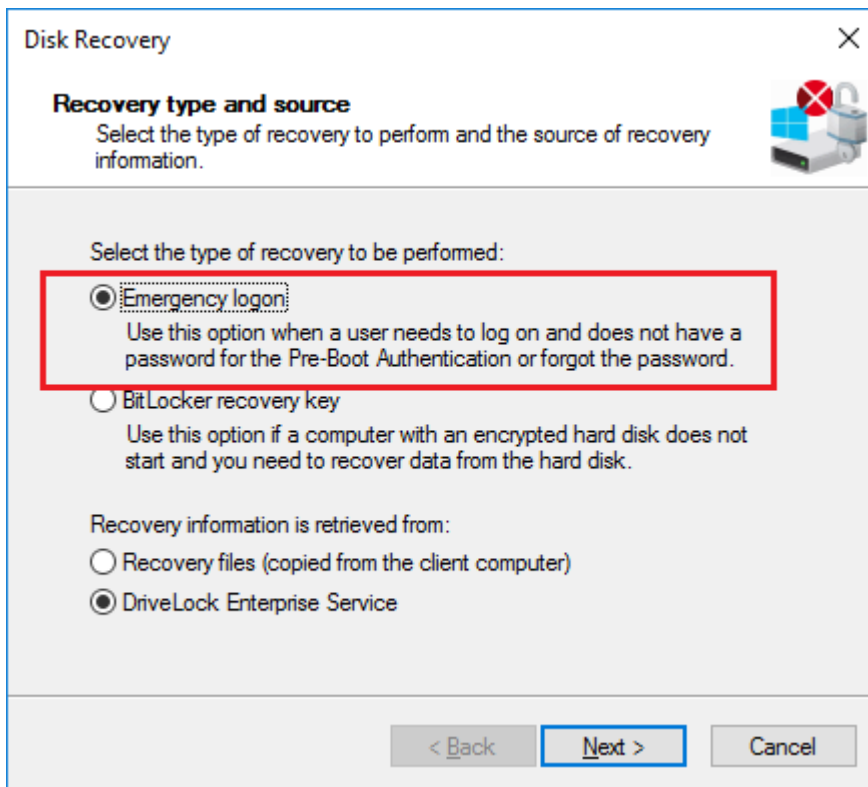 Disk Recovery
Recovery type and source
Select the type of recovery to perform and the source of recovery
information.
Select the type of recovery to be performed:
Emergency logon
Use this option when a user needs to log on and does not have a
password for the Pre-Boot Authentication or forgot the password.
BitLocker recovery key
Use this option if a computer with an encrypted hard disk does not
start and you need to recover data from the hard disk.
Recovery information is retrieved from:
Recovery files (copied from the client computer)
DriveLock Enterprise Service
< Back
Next >
Cancel